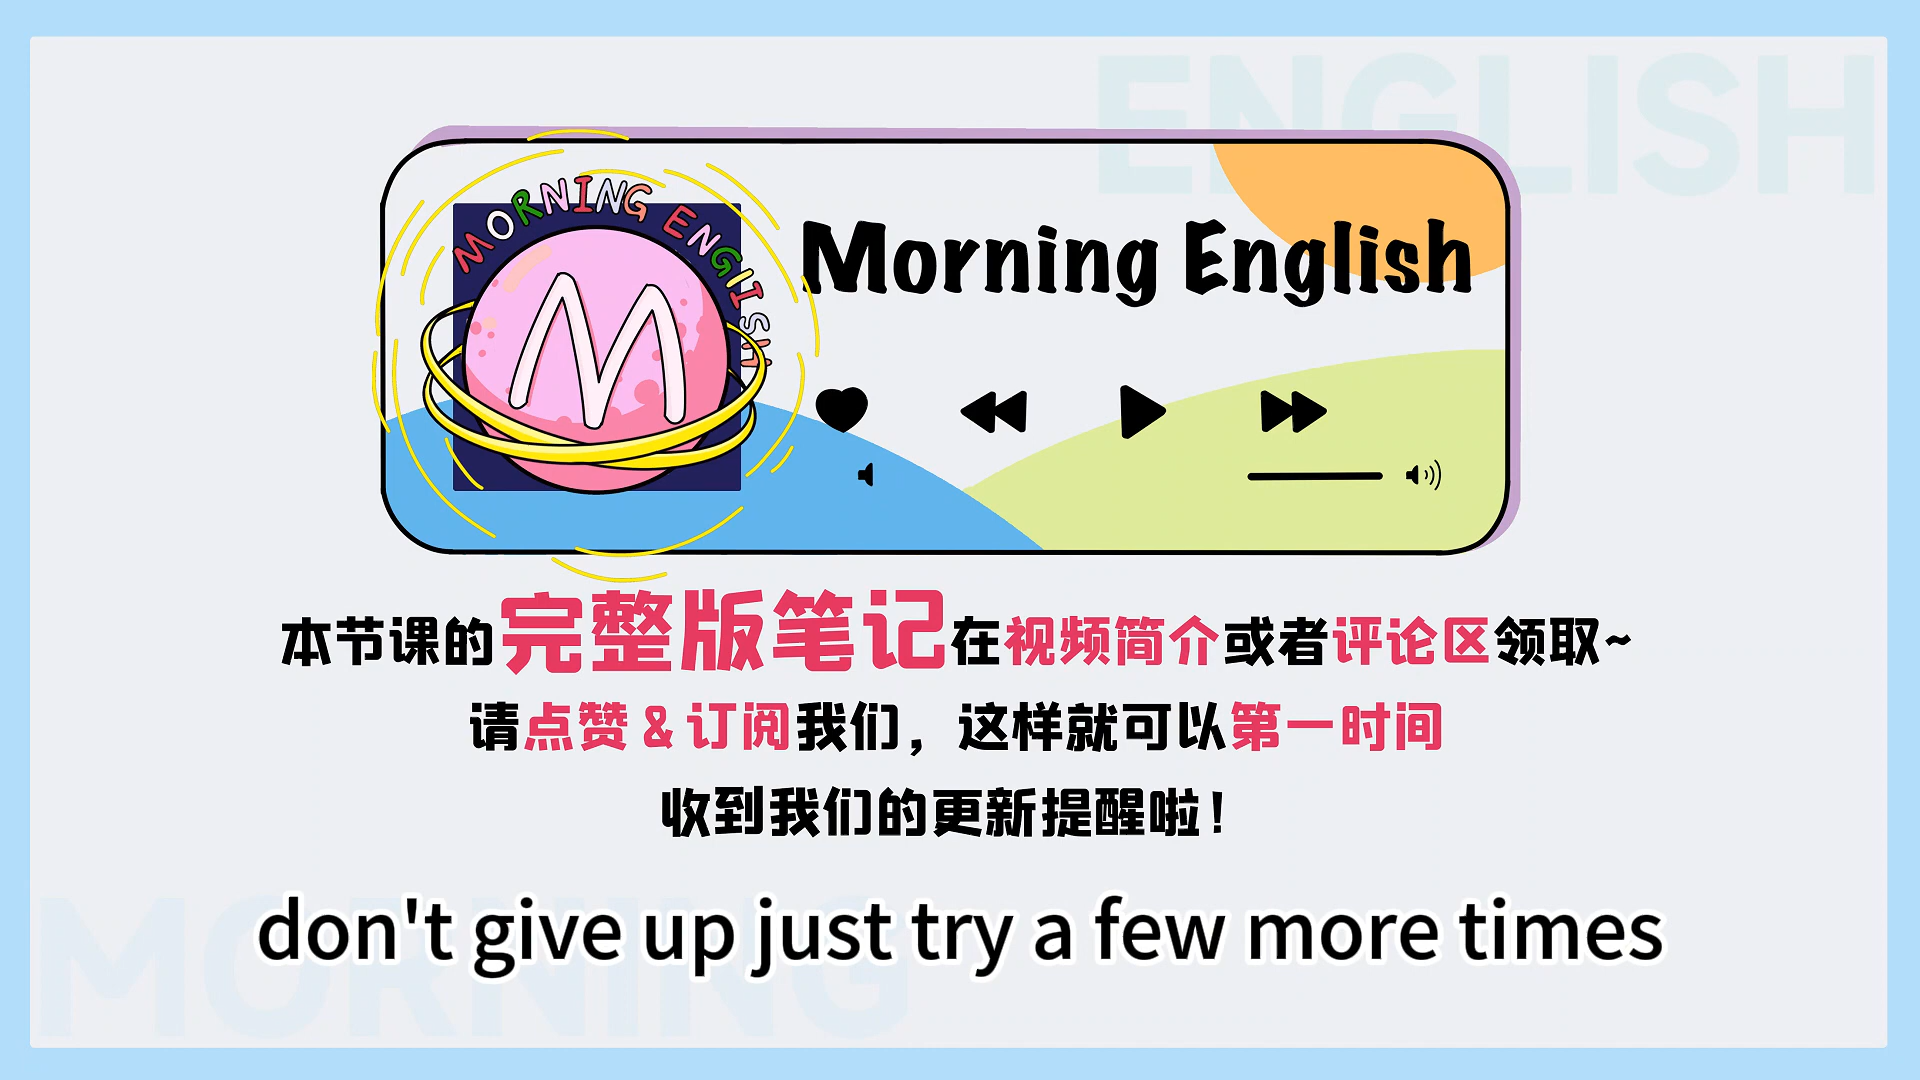 ENGLISH
MORNING ENGLISH
M
Morning English
本节课的完整版笔记在视频简介或者评论区领取~
请点赞&订阅我们，这样就可以第一时间
收到我们的更新提醒啦！
don't give up just try a few more times
MORNING